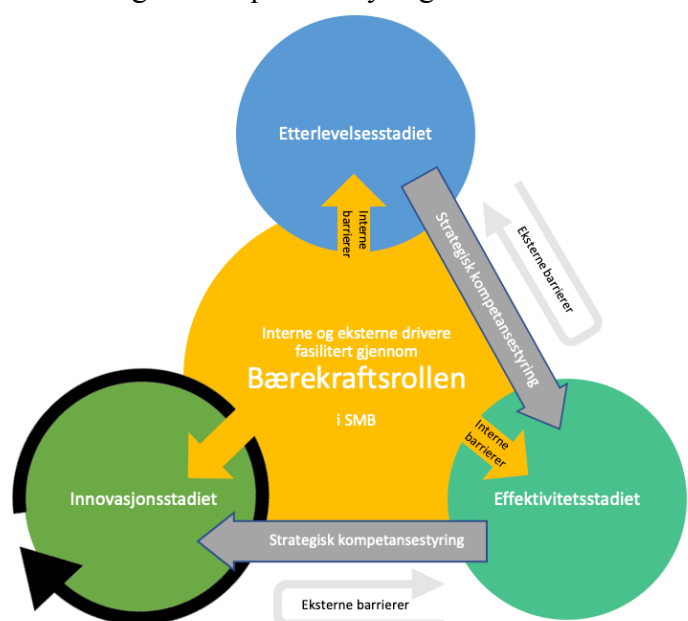 Etterlevelsesstadiet
Interne
barrierer
Strategisk kompetansestyring
Eksterne barrierer
Interne og eksterne drivere
fasilitert gjennom
Bærekraftsrollen
i SMB
Interne
barrierer
Innovasjonsstadiet
Effektivitetsstadiet
Strategisk kompetansestyring
Eksterne barrierer